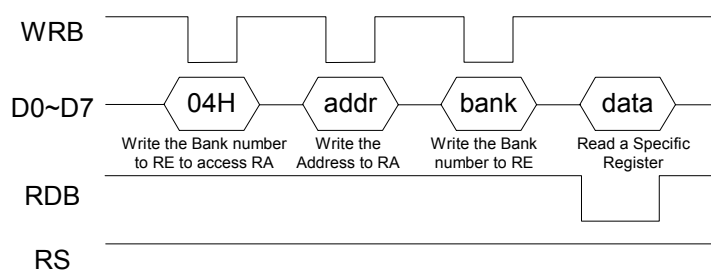 WRB
D0~D7
04H addr bank data
Write the Bank number
to RE to access RA
Write the
Address to RA
Write the Bank
number to RE
Read a Specific
Register
RDB
RS